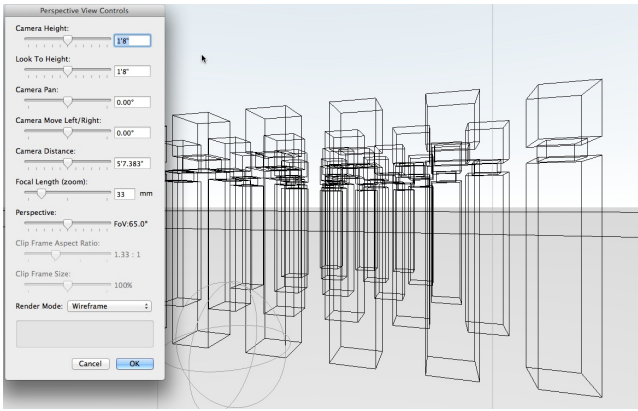 Perspective View Controls
Camera Height:
1'8"
Look To Height:
1'8"
Camera Pan:
0.00°
Camera Move Left/Right:
0.00°
Camera Distance:
5'7.383"
Focal Length (zoom):
33 mm
Perspective:
FoV:65.0°
Clip Frame Aspect Ratio:
1.33 : 1
Clip Frame Size:
100%
Render Mode: Wireframe
Cancel OK